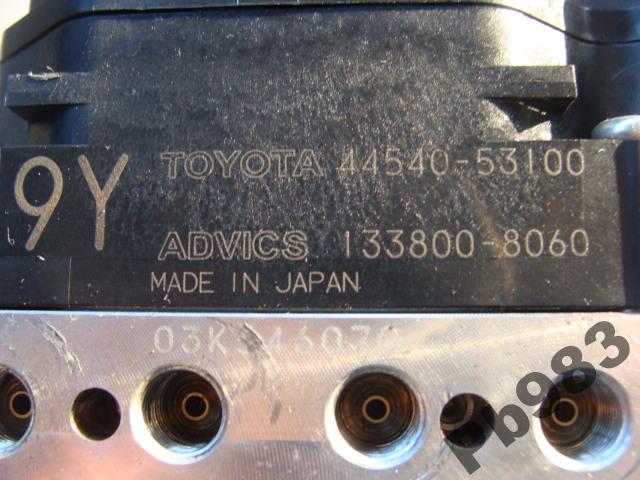 9Y
TOYOTA 44540-53100
ADVICS 133800-8060
MADE IN JAPAN
Pb983